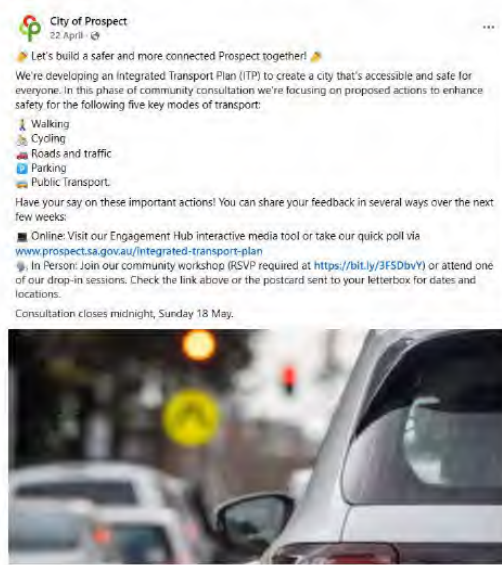 City of Prospect
22 April ·
Let's build a safer and more connected Prospect together!
We're developing an Integrated Transport Plan (ITP) to create a city that's accessible and safe for
everyone. In this phase of community consultation we're focusing on proposed actions to enhance
safety for the following five key modes of transport:
Walking
Cycling
Roads and traffic
Parking
Public Transport.
Have your say on these important actions! You can share your feedback in several ways over the next
few weeks:
Online: Visit our Engagement Hub interactive media tool or take our quick poll via
www.prospect.sa.gov.au/integrated-transport-plan
In Person: Join our community workshop (RSVP required at https://bit.ly/3FSDbvY) or attend one
of our drop-in sessions. Check the link above or the postcard sent to your letterbox for dates and
locations.
Consultation closes midnight, Sunday 18 May.